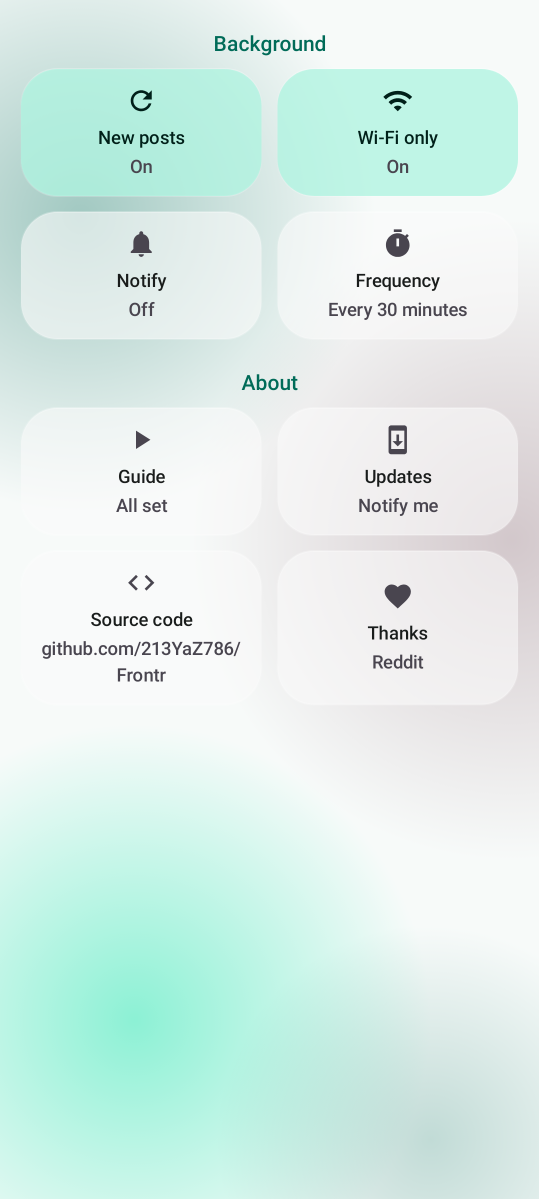 Background
New posts
On
Wi-Fi only
On
Notify
Off
Frequency
Every 30 minutes
About
Guide
All set
Updates
Notify me
Source code
github.com/213YaZ786/
Frontr
Thanks
Reddit